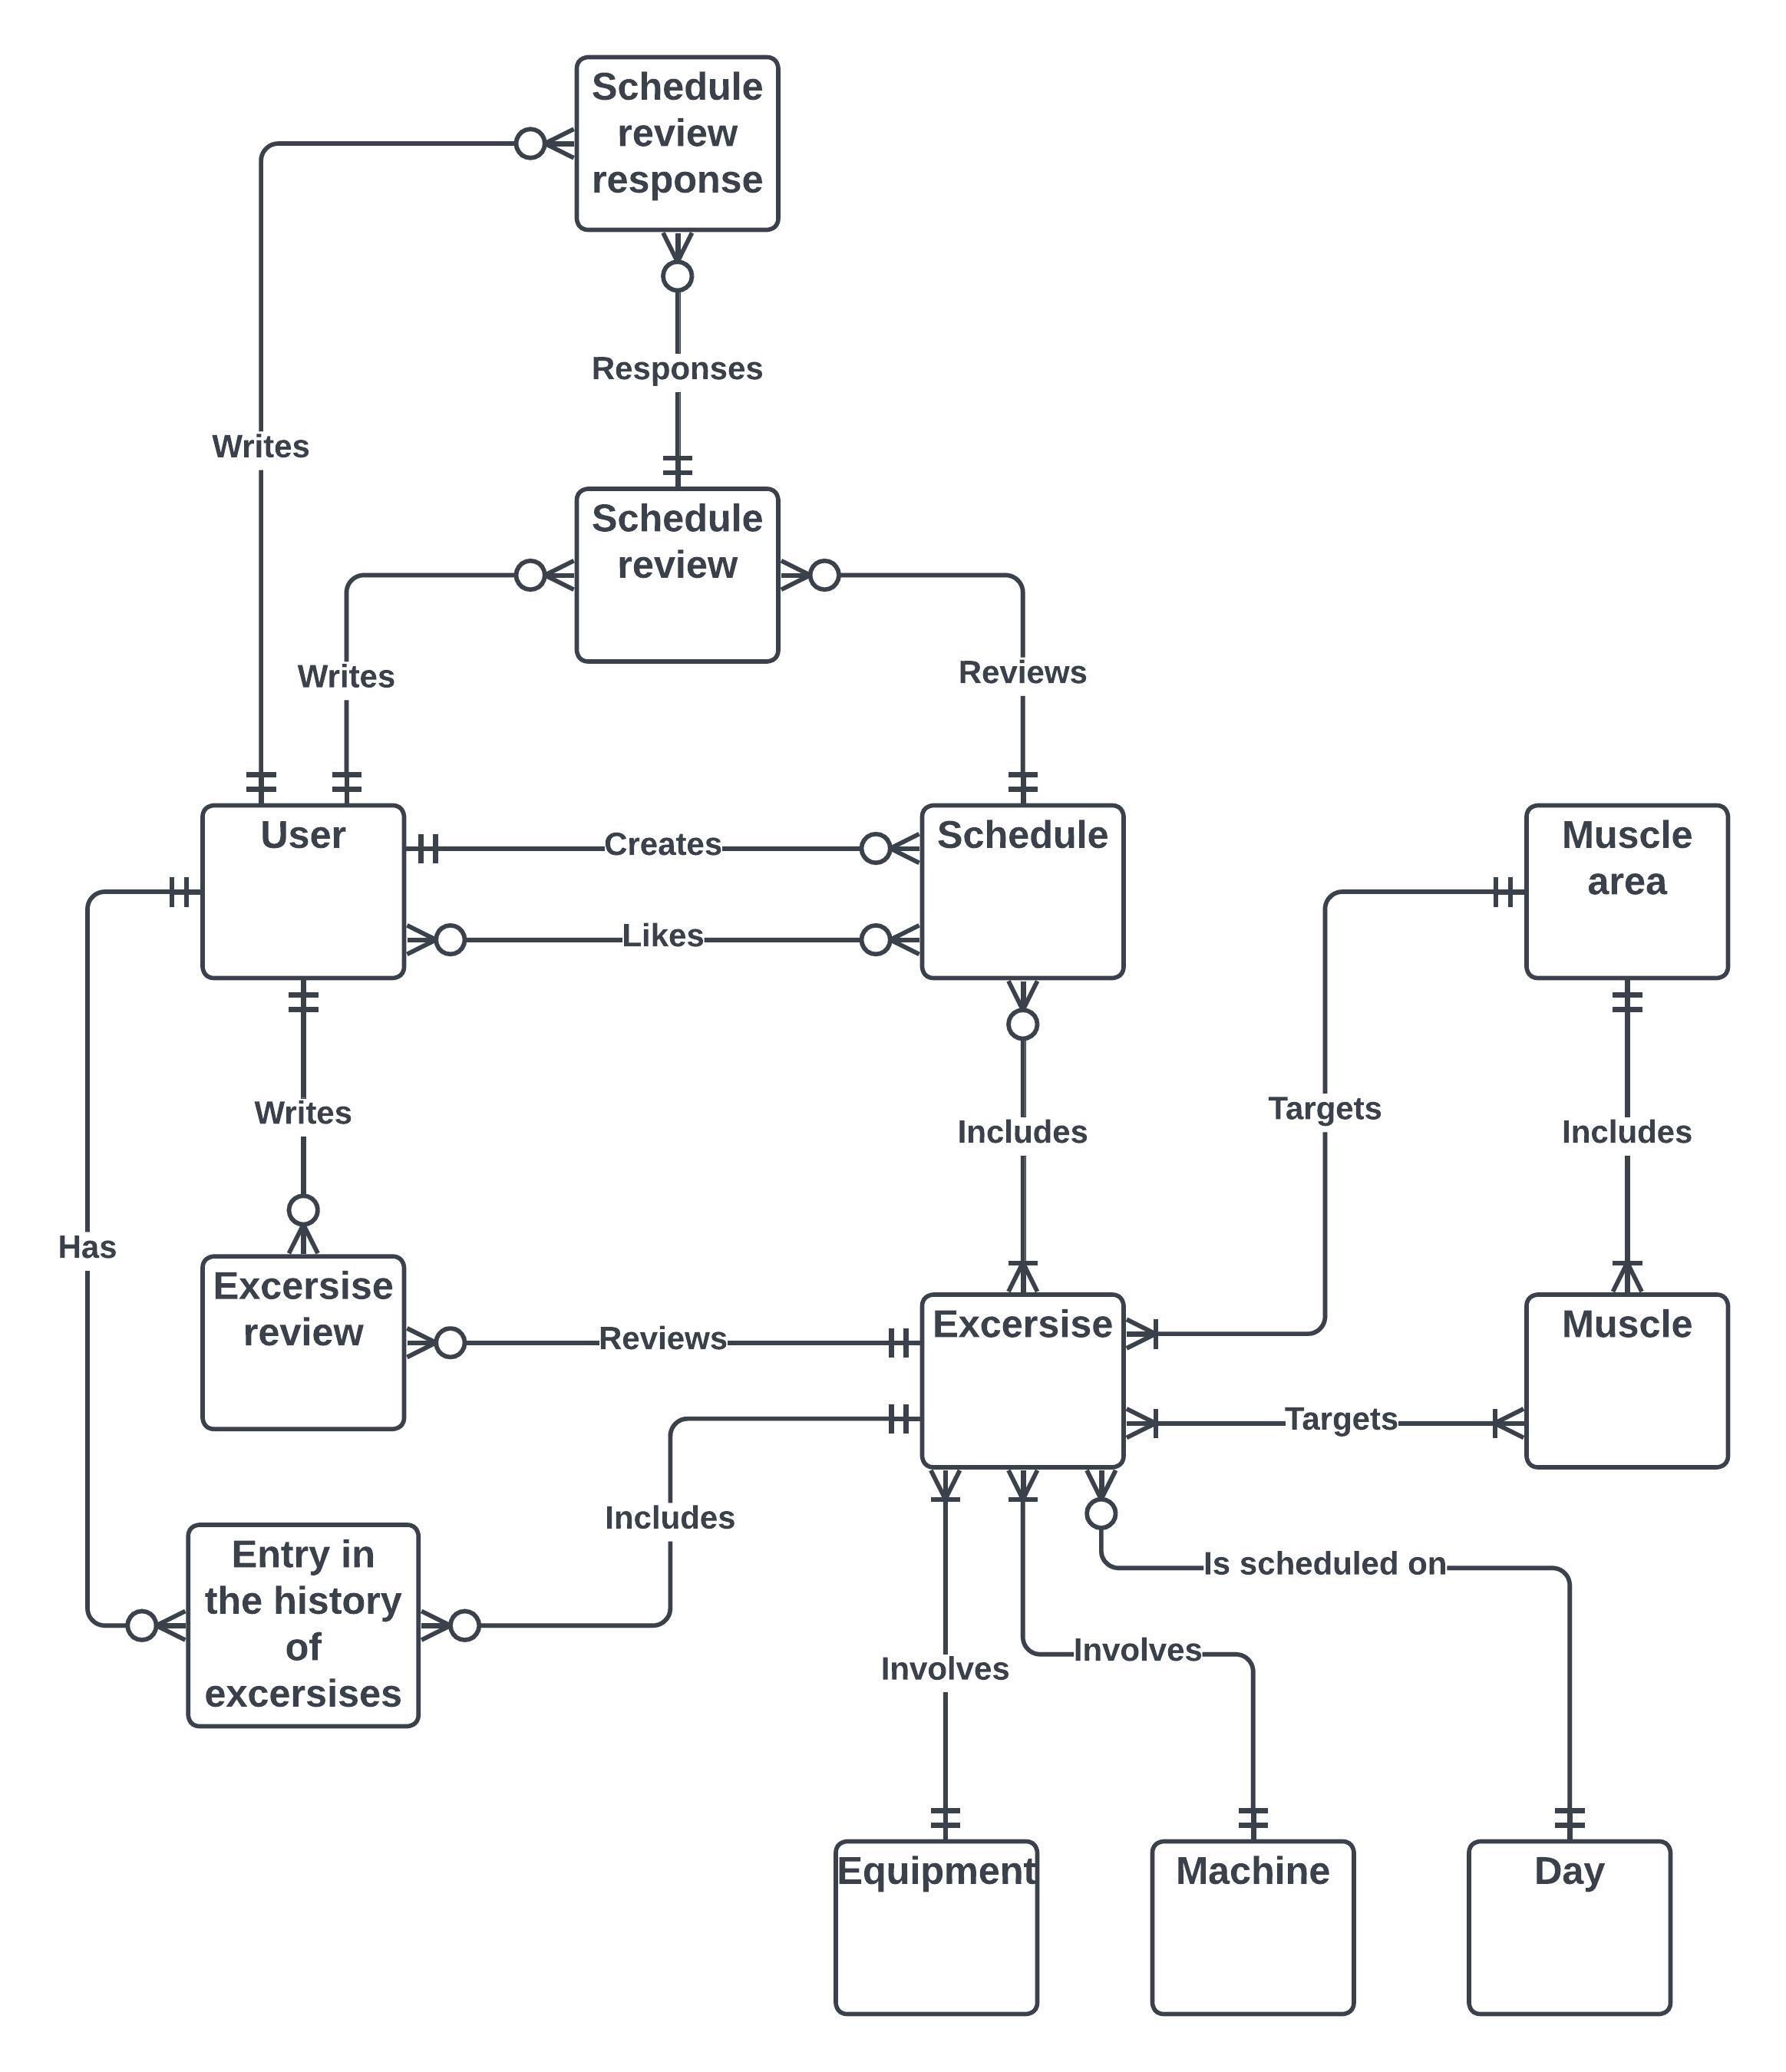 Schedule
review
response
Responses
Writes
Schedule
review
Writes
Reviews
User
Creates
Schedule
Muscle
area
Likes
Writes
Includes
Targets
Includes
Has
Excersise
review
Reviews
Excersise
Muscle
Targets
Includes
Entry in
the history
of
excersises
Is scheduled on
Involves
Involves
Equipment
Machine
Day